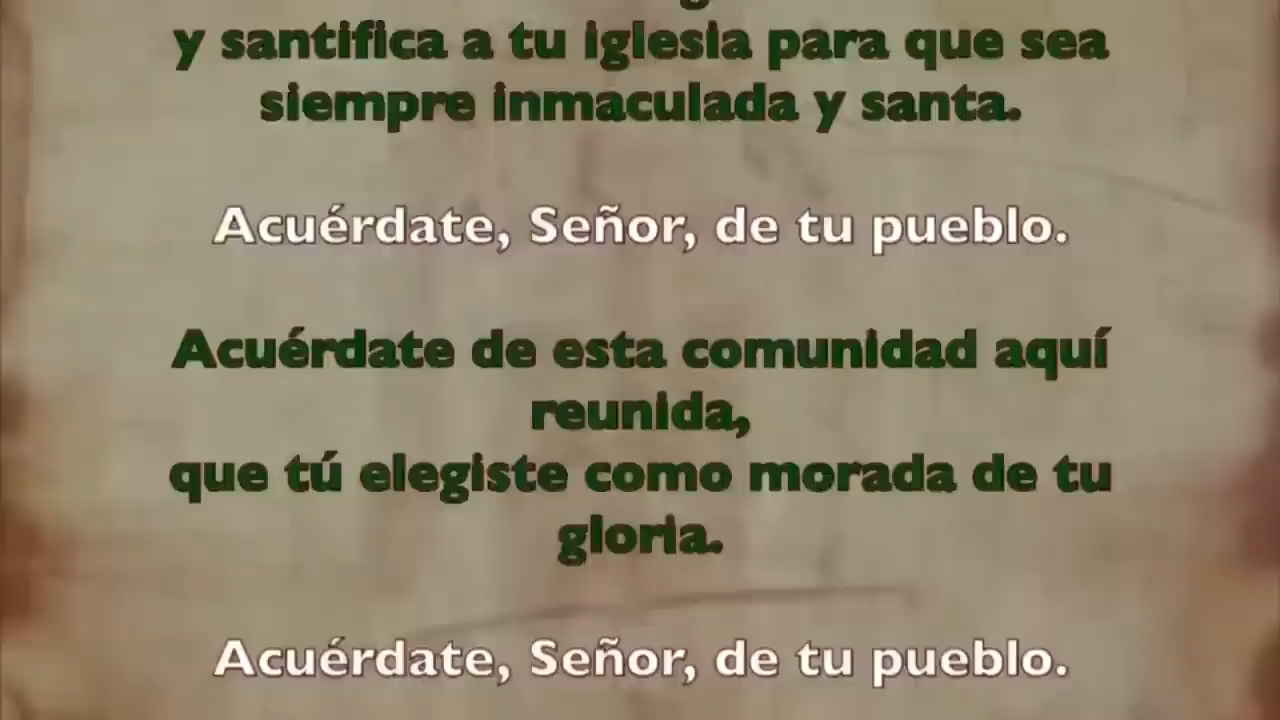 y santifica a tu iglesia para que sea
siempre inmaculada y santa.
Acuérdate, Señor, de tu pueblo.
Acuérdate de esta comunidad aquí
reunida,
que tú elegiste como morada de tu
gloria.
Acuérdate, Señor, de tu pueblo.